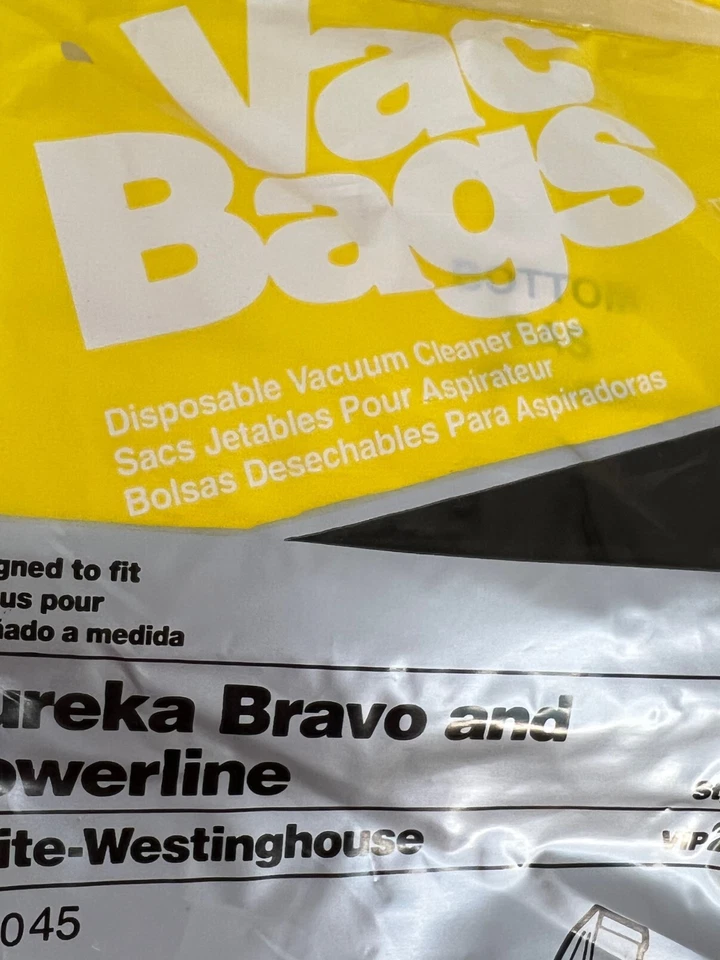 Vac
Bags
Disposable Vacuum Cleaner Bags
Sacs Jetables Pour Aspirateur
Bolsas Desechables Para Aspiradoras
gned to fit
us pour
ñado a medida
ureka Bravo and
owerline
ite-Westinghouse
VIP2
045